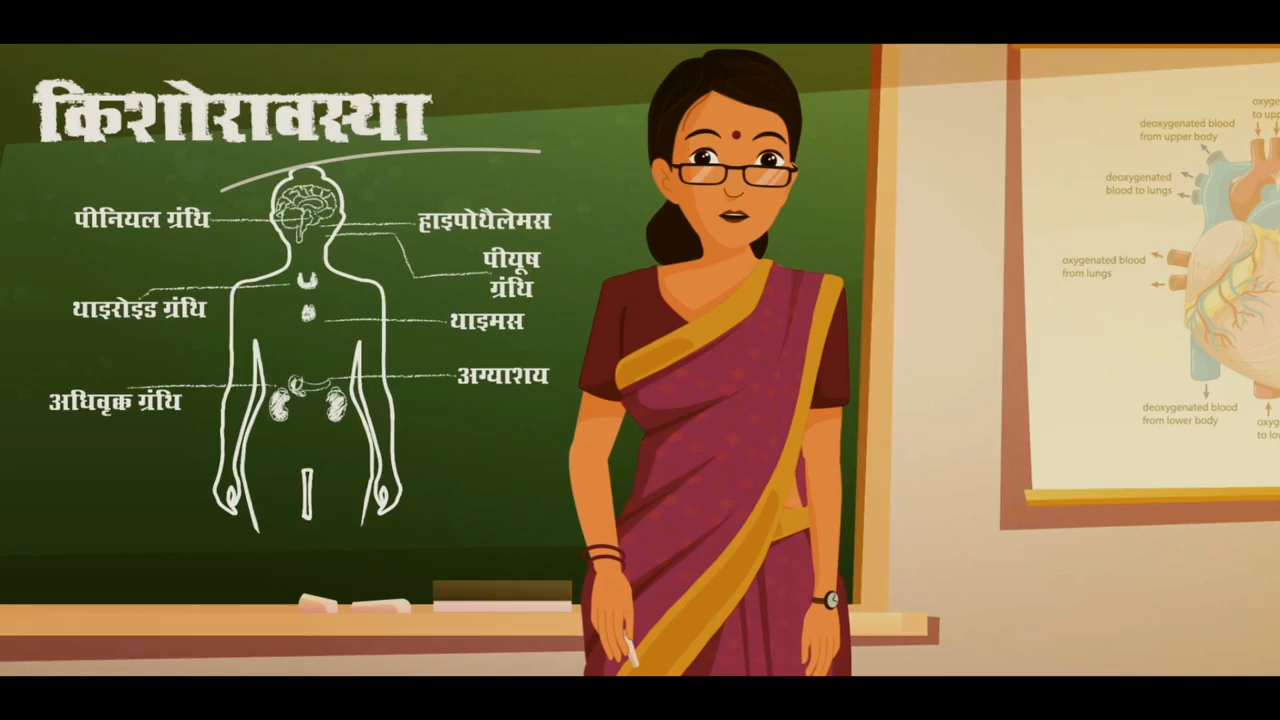 किशोरावस्था
पीनियल ग्रंथि
हाइपोथैलेमस
पीयूष
ग्रंथि
थाइरोइड ग्रंथि
थाइमस
अग्याशय
अधिवृक्क ग्रंथि
deoxygenated blood
from upper body
deoxygenated
blood to lungs
oxygenated blood
from lungs
deoxygenated blood
from lower body